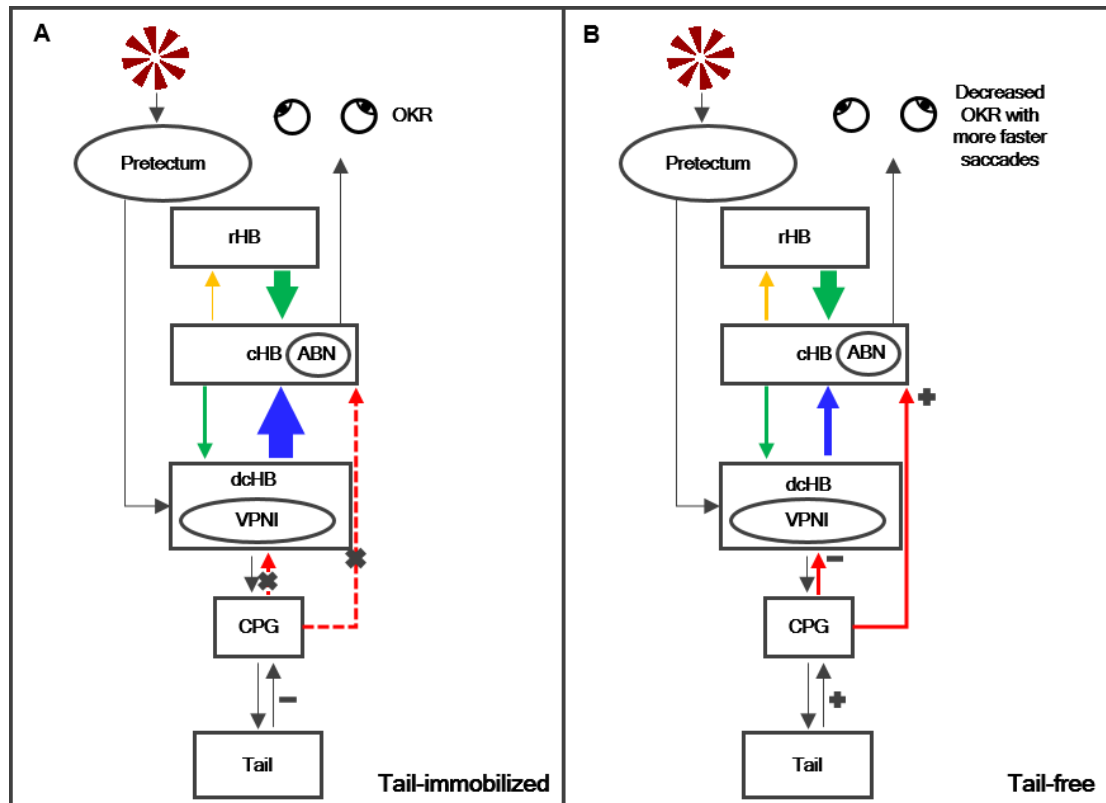 A
Pretectum
OKR
rHB
cHB
ABN
dcHB
VPNI
CPG
Tail
Tail-immobilized
B
Pretectum
Decreased
OKR with
more faster
saccades
rHB
cHB
ABN
dcHB
VPNI
CPG
Tail
Tail-free